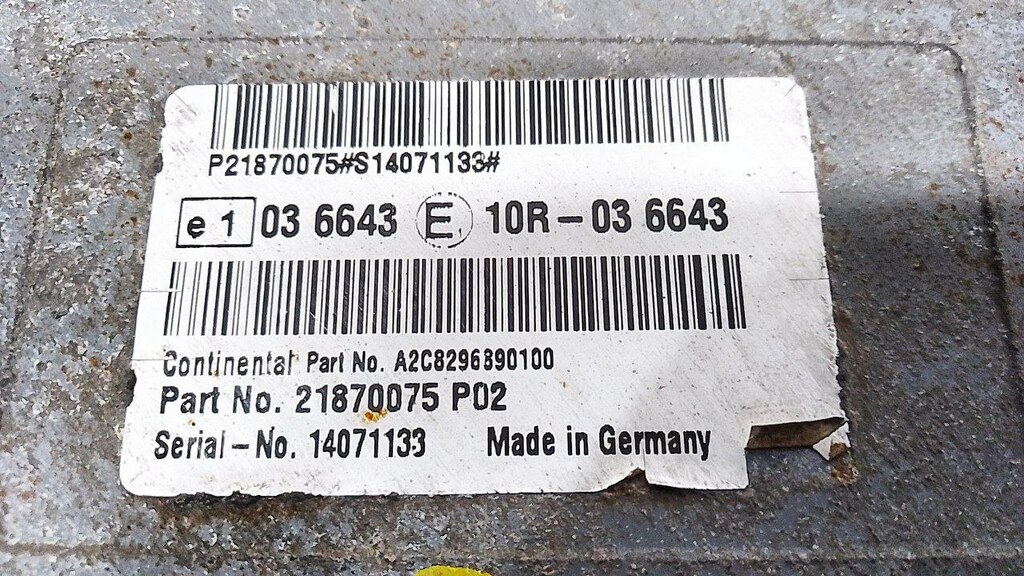 P21870075#S14071133#
e 1 03 6643 E1 10R – 03 6643
Continental Part No. A2C8296890100
Part No. 21870075 P02
Serial – No. 14071133 Made in Germany